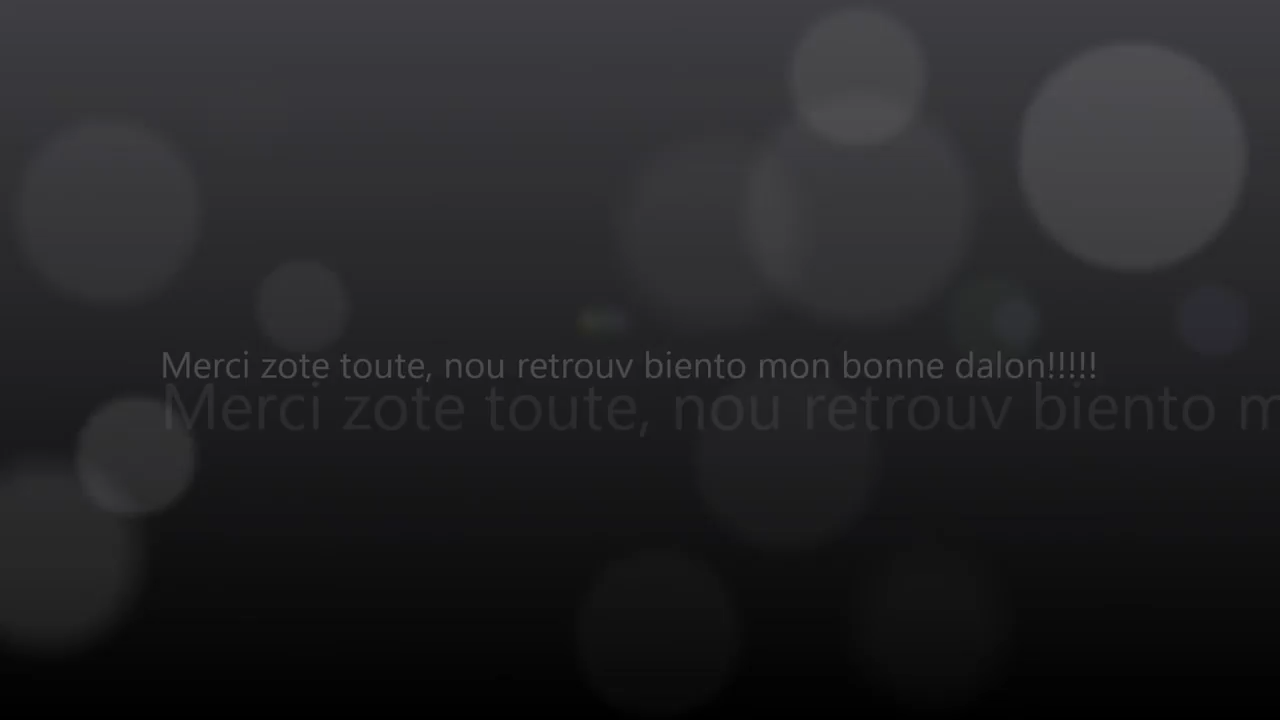 Merci zote toute, nou retrouv biento mon bonne dalon!!!!!
Merci zote toute, nou retrouv biento m